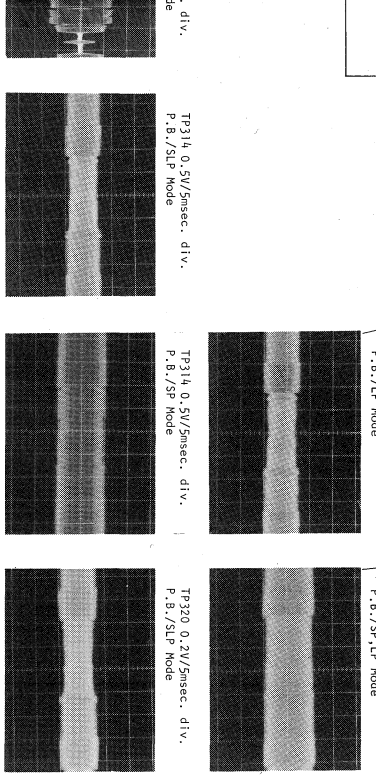 P.B./LP Mode
P.B./SP,LP Mode
. div.
de
TP314 0.5V/5msec. div.
P.B./SLP Mode
TP314 0.5V/5msec. div.
P.B./SP Mode
TP320 0.2V/5msec. div.
P.B./SLP Mode